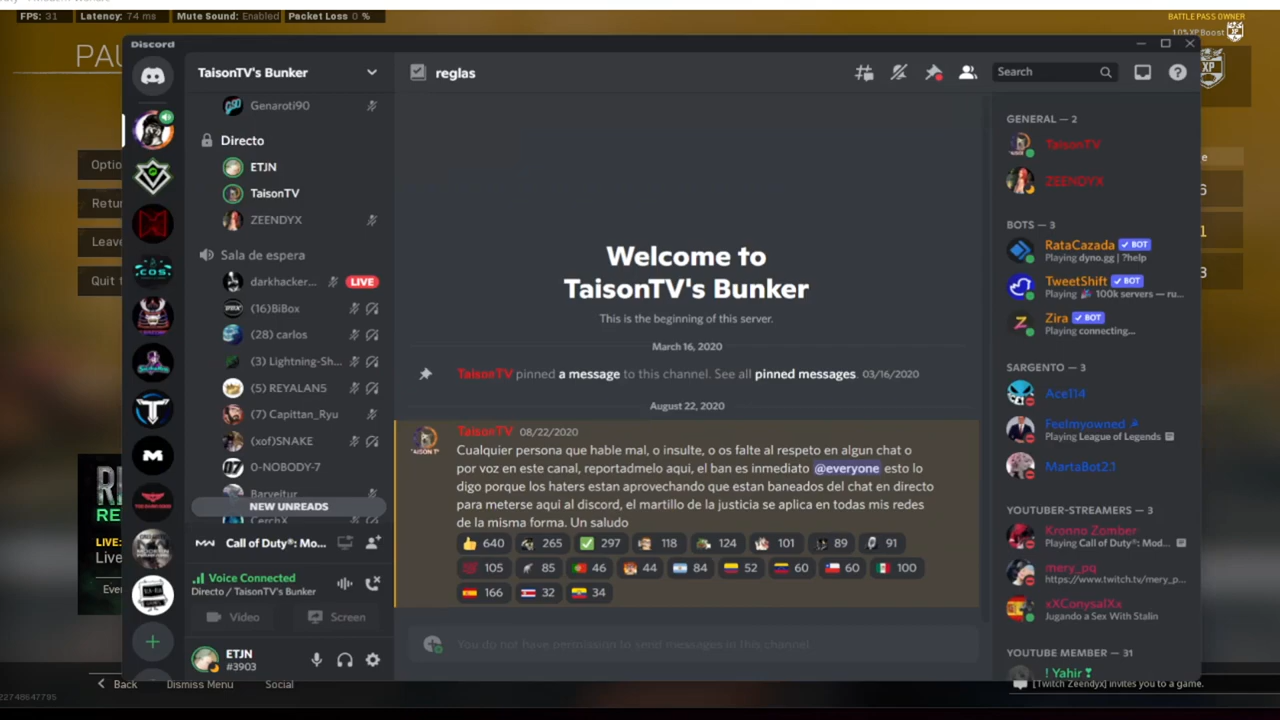 FPS: 31 Latency: 74 ms Mute Sound: Enabled Packet Loss 0 %
BATTLE PASS OWNER
10% XP Boost
XP
PAU
Optio
Retur
Leave
Quit t
LIVE:
Live
Discord
TaisonTV's Bunker
Genaroti90
Directo
ETJN
TaisonTV
ZEENDYX
Sala de espera
darkhacker... LIVE
(16)BiBox
(28) carlos
(3) Lightning-Sh...
(5) REYALAN5
(7) Capittan_Ryu
(xof)SNAKE
0-NOBODY-7
Barveitur
NEW UNREADS
CerchX
Call of Duty®: Mo...
Voice Connected
Directo / TaisonTV's Bunker
Video Screen
ETJN
#3903
reglas
Search
Welcome to
TaisonTV's Bunker
This is the beginning of this server.
March 16, 2020
TaisonTV pinned a message to this channel. See all pinned messages. 03/16/2020
August 22, 2020
TaisonTV 08/22/2020
Cualquier persona que hable mal, o insulte, o os falte al respeto en algun chat o
por voz en este canal, reportadmelo aqui, el ban es inmediato @everyone esto lo
digo porque los haters estan aprovechando que estan baneados del chat en directo
para meterse aqui al discord, el martillo de la justicia se aplica en todas mis redes
de la misma forma. Un saludo
640 265 297 118 124 101 89 91
105 85 46 44 84 52 60 60 100
166 32 34
You do not have permission to send messages in this channel.
GENERAL — 2
TaisonTV
ZEENDYX
BOTS — 3
RataCazada BOT
Playing dyno.gg | ?help
TweetShift BOT
Playing 100k servers — ru...
Zira BOT
Playing connecting...
SARGENTO — 3
Ace114
Feelmyowned
Playing League of Legends
MartaBot2.1
YOUTUBER-STREAMERS — 3
Kronno Zomber
Playing Call of Duty®: Mod...
mery_pq
https://www.twitch.tv/mery_p...
xXConysalXx
Jugando a Sex With Stalin
YOUTUBE MEMBER — 31
! Yahir
Back Dismiss Menu Social
[Twitch Zeendyx] invites you to a game.
22748647795